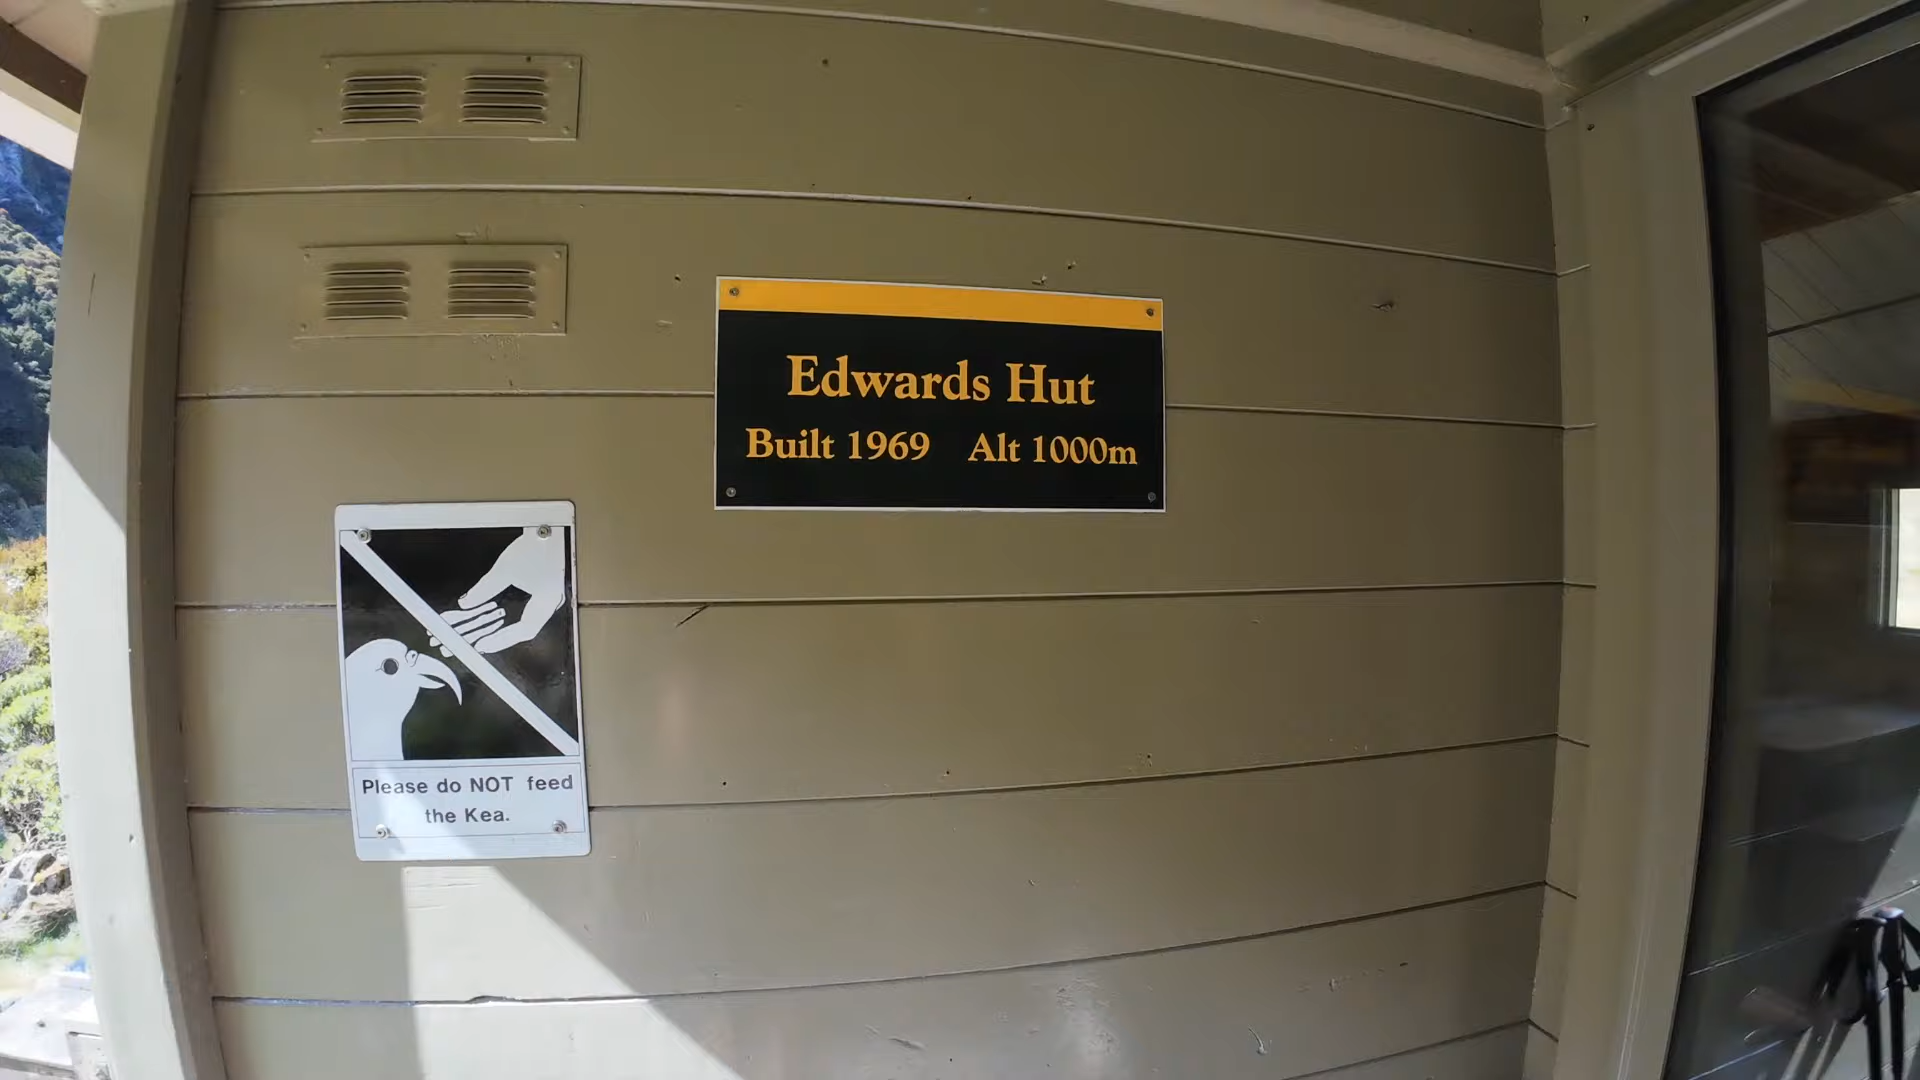 Edwards Hut
Built 1969 Alt 1000m
Please do NOT feed
the Kea.